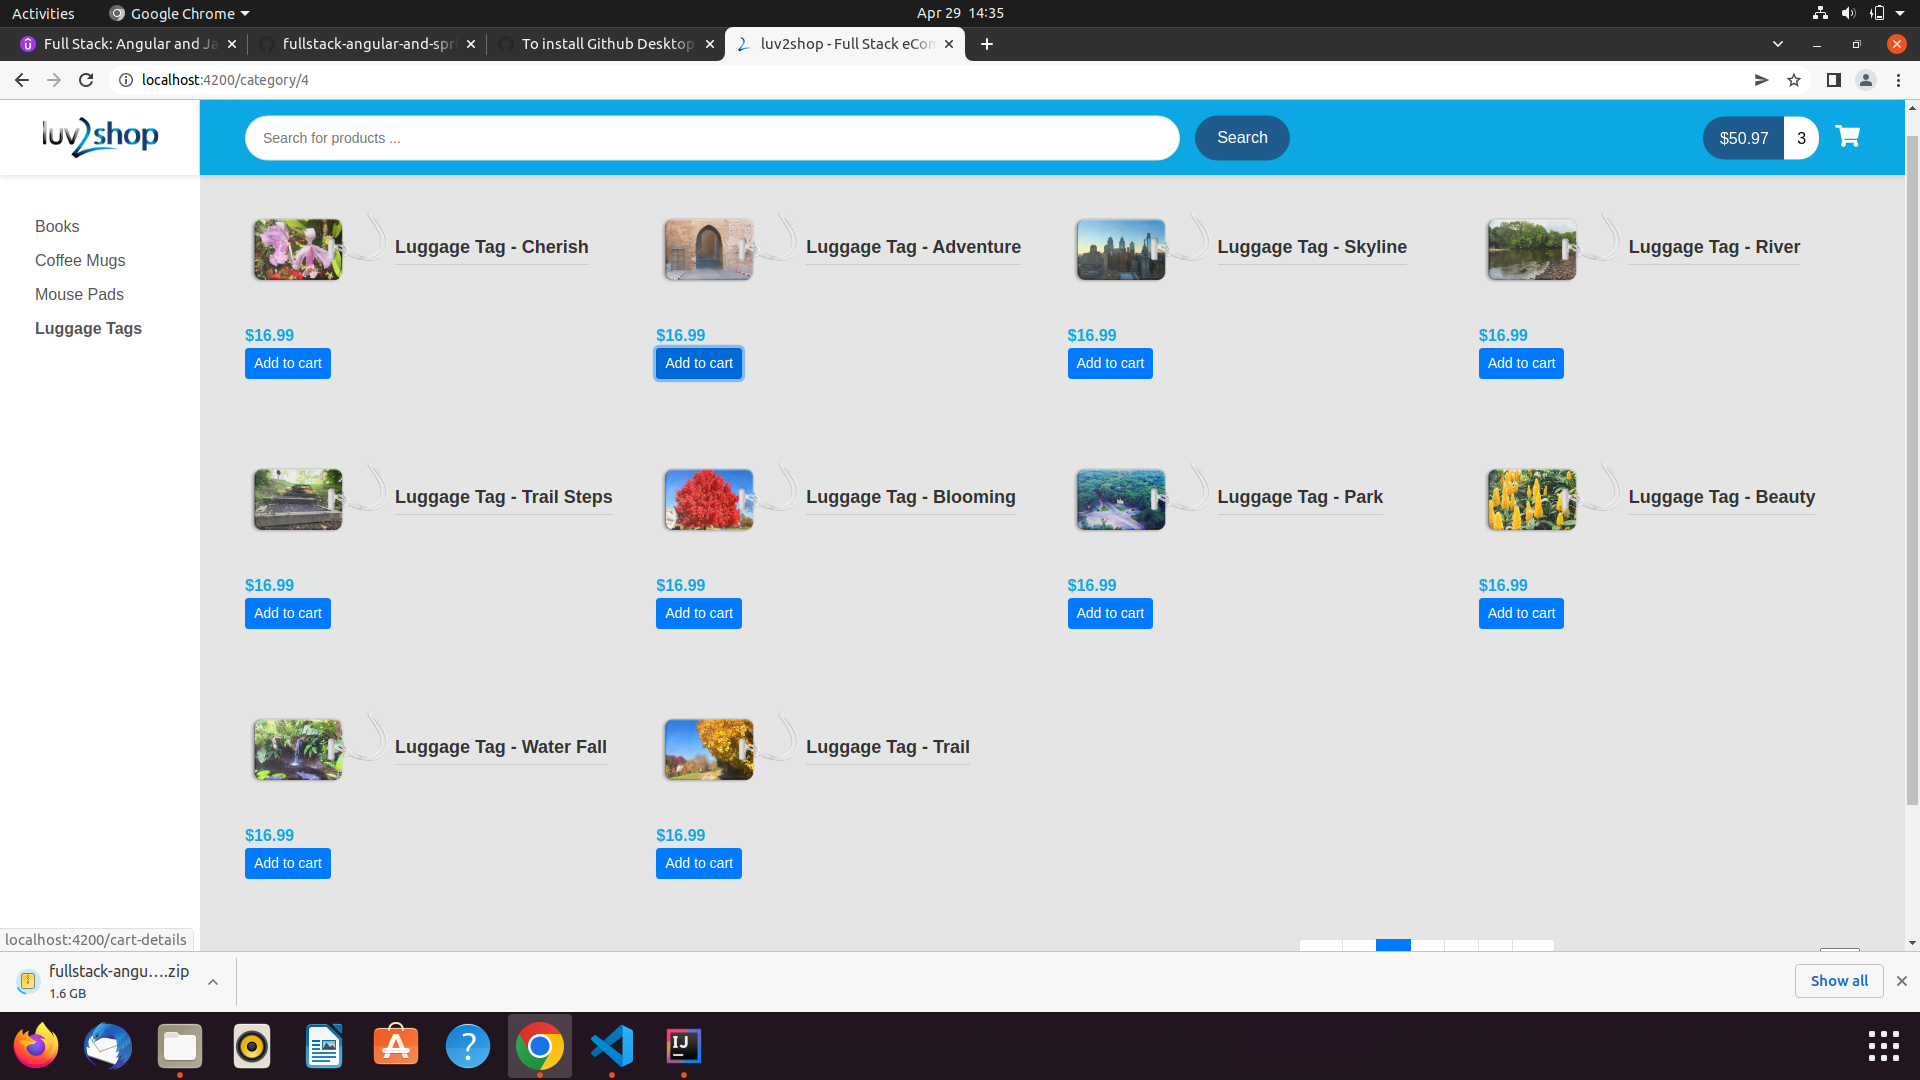 Activities
Google Chrome
Apr 29 14:35
Full Stack: Angular and Ja
fullstack-angular-and-spri
To install Github Desktop
luv2shop - Full Stack eCom
localhost:4200/category/4
luv2shop
Search for products ...
Search
$50.97
3
Books
Coffee Mugs
Mouse Pads
Luggage Tags
Luggage Tag - Cherish
$16.99
Add to cart
Luggage Tag - Adventure
$16.99
Add to cart
Luggage Tag - Skyline
$16.99
Add to cart
Luggage Tag - River
$16.99
Add to cart
Luggage Tag - Trail Steps
$16.99
Add to cart
Luggage Tag - Blooming
$16.99
Add to cart
Luggage Tag - Park
$16.99
Add to cart
Luggage Tag - Beauty
$16.99
Add to cart
Luggage Tag - Water Fall
$16.99
Add to cart
Luggage Tag - Trail
$16.99
Add to cart
localhost:4200/cart-details
fullstack-angu....zip
1.6 GB
Show all
IJ